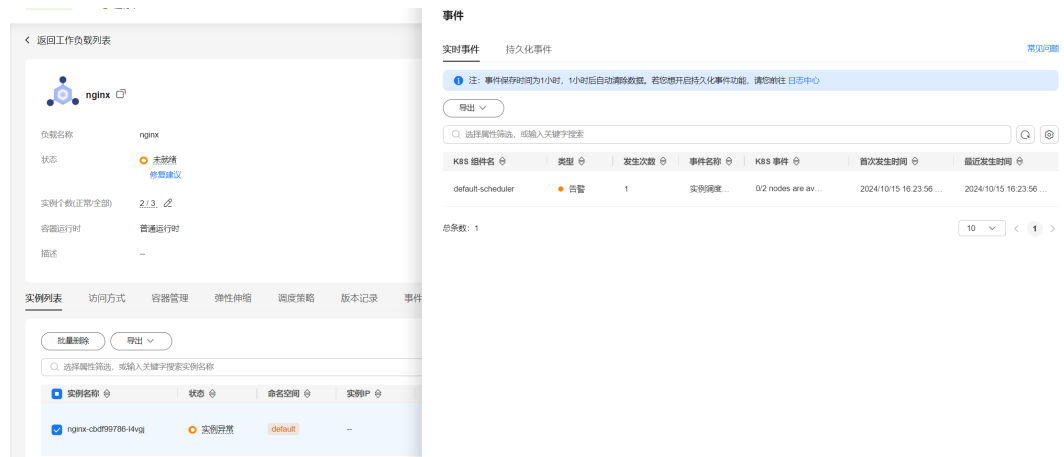 返回工作负载列表
nginx
负载名称 nginx
状态 未就绪
修复建议
实例个数(正常/全部) 2 / 3
容器运行时 普通运行时
描述 --
实例列表 访问方式 容器管理 弹性伸缩 调度策略 版本记录 事件
批量删除 导出
选择属性筛选，或输入关键字搜索实例名称
实例名称 状态 命名空间 实例IP
nginx-cbdf99786-l4vgj 实例异常 default --
事件
实时事件 持久化事件 常见问题
注：事件保存时间为1小时，1小时后自动清除数据。若您想开启持久化事件功能，请您前往 日志中心
导出
选择属性筛选，或输入关键字搜索
K8S 组件名 类型 发生次数 事件名称 K8S 事件 首次发生时间 最近发生时间
default-scheduler 告警 1 实例调度... 0/2 nodes are av... 2024/10/15 16:23:56 ... 2024/10/15 16:23:56 ...
总条数：1 10 1